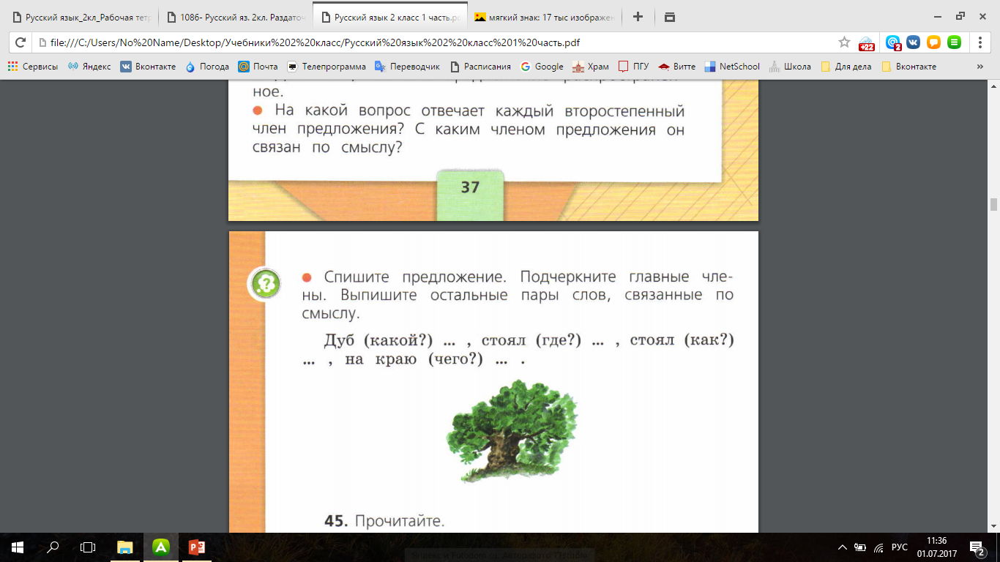 Русский язык_2кл_Рабочая тетр
1086- Русский яз. 2кл. Раздаточ
Русский язык 2 класс 1 часть.pd
мягкий знак: 17 тыс изображен
file:///C:/Users/No%20Name/Desktop/Учебники%202%20класс/Русский%20язык%202%20класс%201%20часть.pdf
+22
2
Сервисы Яндекс Вконтакте Погода Почта Телепрограмма Переводчик Расписания Google Храм ПГУ Витте NetSchool Школа Для дела Вконтакте »
ное.
• На какой вопрос отвечает каждый второстепенный
член предложения? С каким членом предложения он
связан по смыслу?
37
• Спишите предложение. Подчеркните главные чле-
ны. Выпишите остальные пары слов, связанные по
смыслу.
Дуб (какой?) ... , стоял (где?) ... , стоял (как?)
... , на краю (чего?) ... .
45. Прочитайте.
РУС
11:36
01.07.2017
2